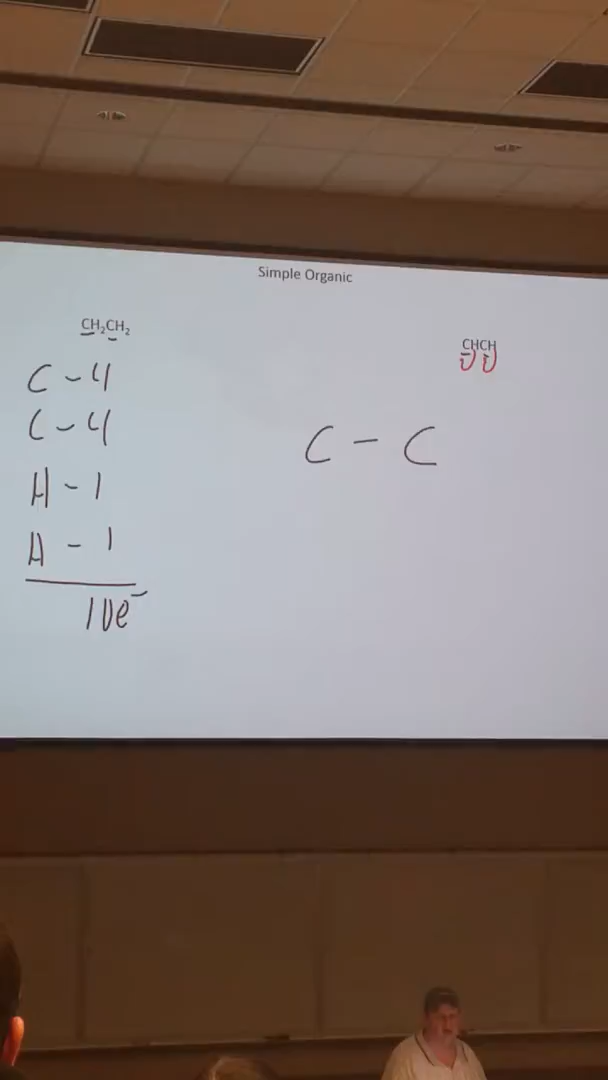 Simple Organic
CH₂CH₂
CHCH
C - 4
C - 4
C - C
H - 1
H - 1
10e⁻